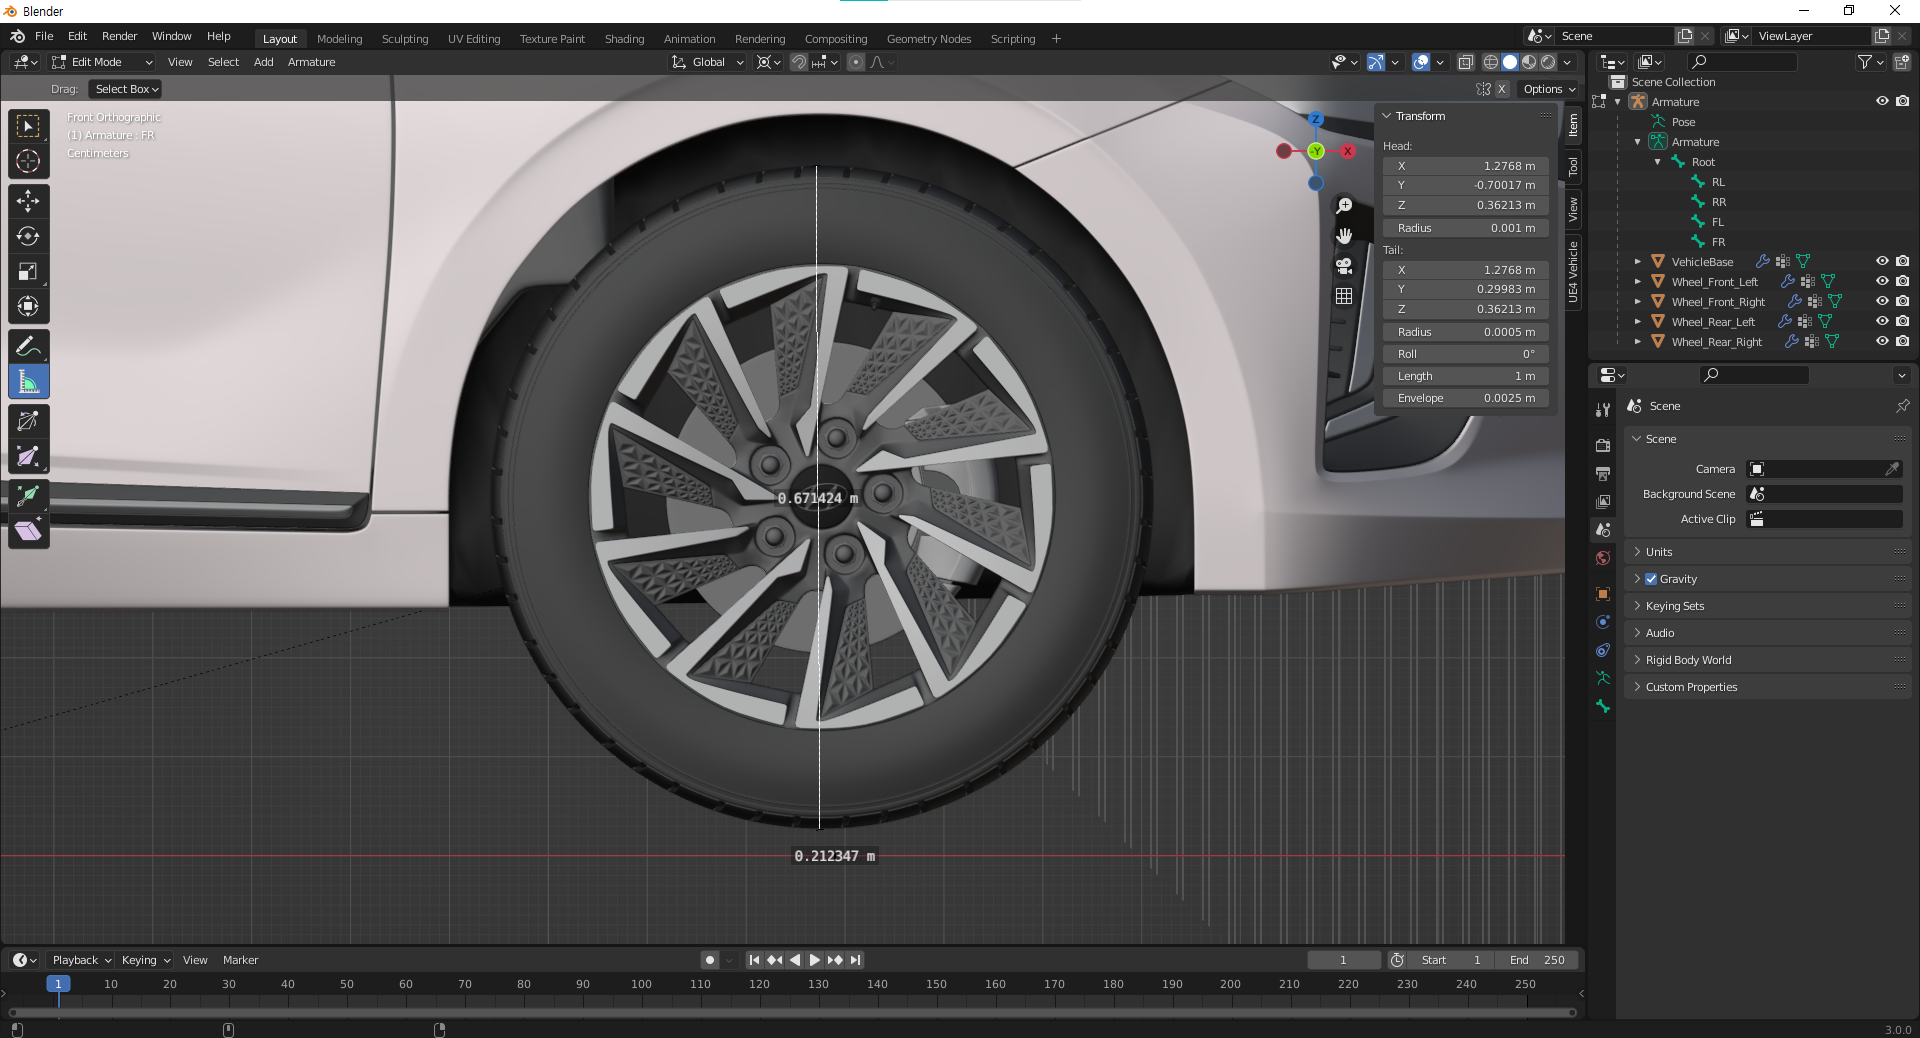 Blender
File Edit Render Window Help
Layout Modeling Sculpting UV Editing Texture Paint Shading Animation Rendering Compositing Geometry Nodes Scripting +
Scene
ViewLayer
Edit Mode View Select Add Armature
Global
Drag: Select Box
X Options
Front Orthographic
(1) Armature : FR
Centimeters
Z
-Y
X
0.671424 m
0.212347 m
Transform
Head:
X 1.2768 m
Y -0.70017 m
Z 0.36213 m
Radius 0.001 m
Tail:
X 1.2768 m
Y 0.29983 m
Z 0.36213 m
Radius 0.0005 m
Roll 0°
Length 1 m
Envelope 0.0025 m
Item
Tool
View
UE4 Vehicle
Scene Collection
Armature
Pose
Armature
Root
RL
RR
FL
FR
VehicleBase
Wheel_Front_Left
Wheel_Front_Right
Wheel_Rear_Left
Wheel_Rear_Right
Scene
Scene
Camera
Background Scene
Active Clip
Units
Gravity
Keying Sets
Audio
Rigid Body World
Custom Properties
Playback Keying View Marker
1 Start 1 End 250
1 10 20 30 40 50 60 70 80 90 100 110 120 130 140 150 160 170 180 190 200 210 220 230 240 250
3.0.0